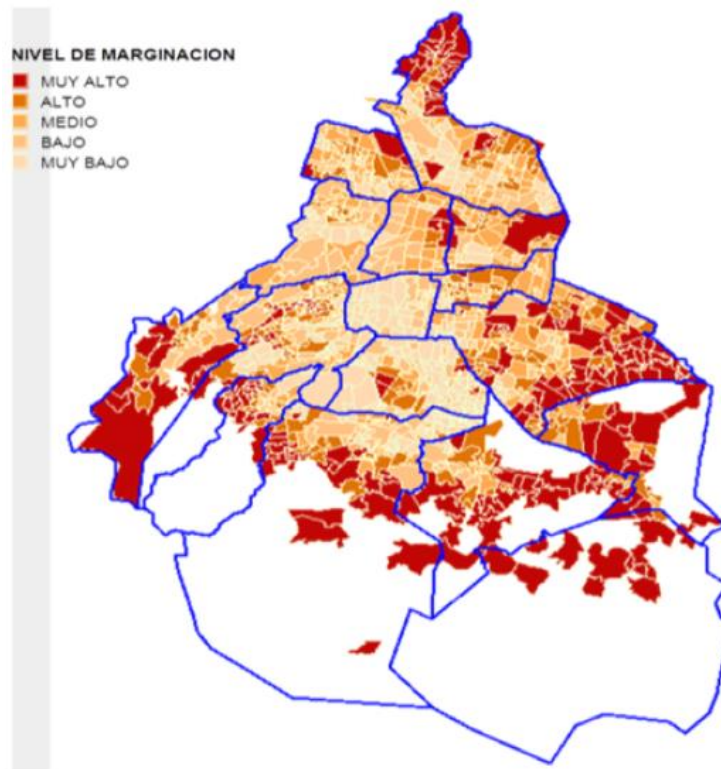 NIVEL DE MARGINACION
MUY ALTO
ALTO
MEDIO
BAJO
MUY BAJO